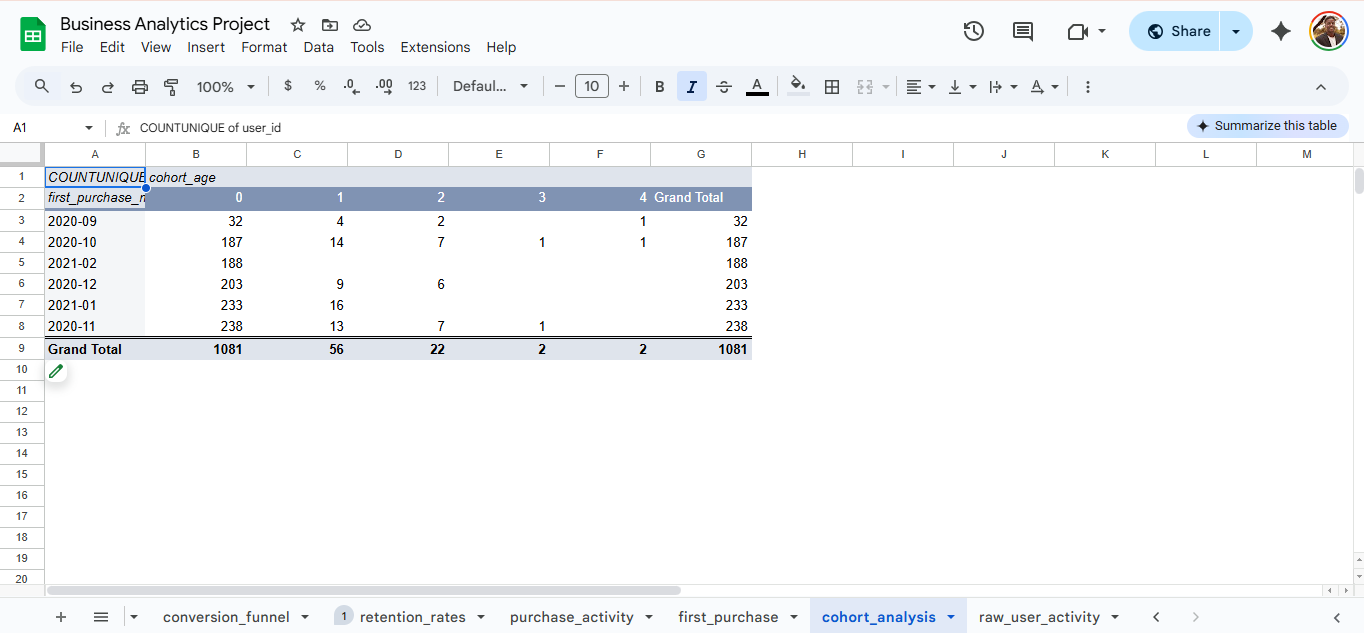 Business Analytics Project
File Edit View Insert Format Data Tools Extensions Help
Share
100% $ % .0 .00 123 Defaul... − 10 + B I A
A1 fx COUNTUNIQUE of user_id
Summarize this table
A B C D E F G H I J K L M
1 COUNTUNIQUE cohort_age
2 first_purchase_n 0 1 2 3 4 Grand Total
3 2020-09 32 4 2 1 32
4 2020-10 187 14 7 1 1 187
5 2021-02 188 188
6 2020-12 203 9 6 203
7 2021-01 233 16 233
8 2020-11 238 13 7 1 238
9 Grand Total 1081 56 22 2 2 1081
10
11
12
13
14
15
16
17
18
19
20
+ conversion_funnel 1 retention_rates purchase_activity first_purchase cohort_analysis raw_user_activity